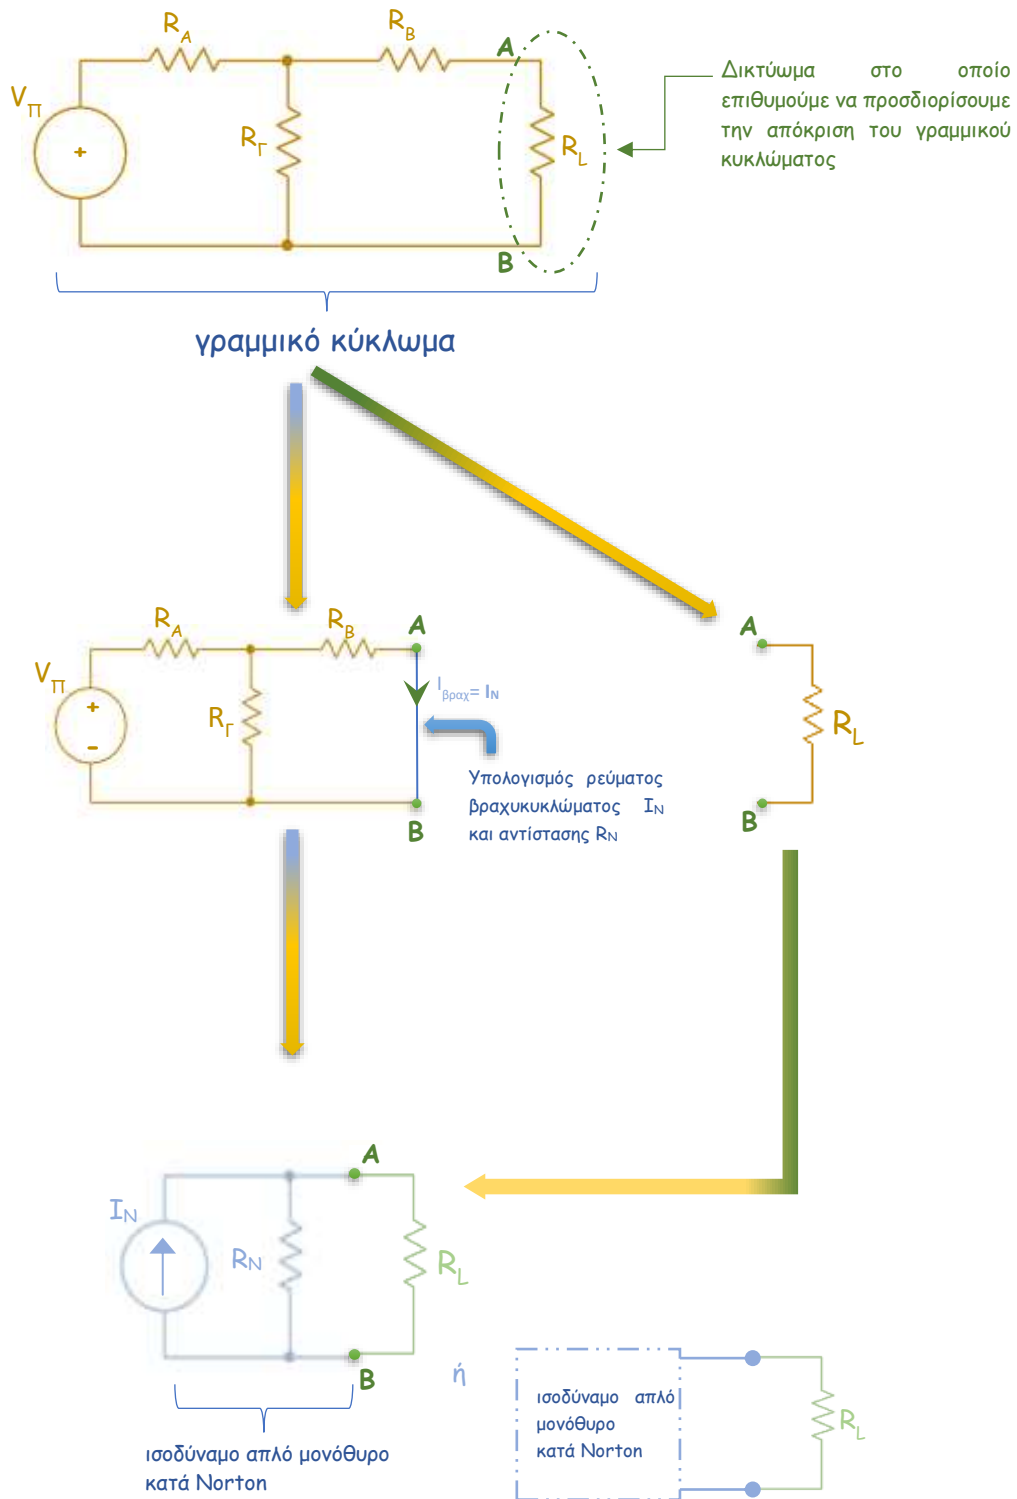 R_A
R_B
A
Δικτύωμα στο οποίο
επιθυμούμε να προσδιορίσουμε
την απόκριση του γραμμικού
κυκλώματος
V_Π
+
R_Γ
R_L
B
γραμμικό κύκλωμα
R_A
R_B
A
A
V_Π
+
-
R_Γ
I_βραχ= I_N
R_L
Υπολογισμός ρεύματος
βραχυκυκλώματος I_N
και αντίστασης R_N
B
B
A
I_N
R_N
R_L
B
ή
ισοδύναμο απλό
μονόθυρο
κατά Norton
R_L
ισοδύναμο απλό μονόθυρο
κατά Norton